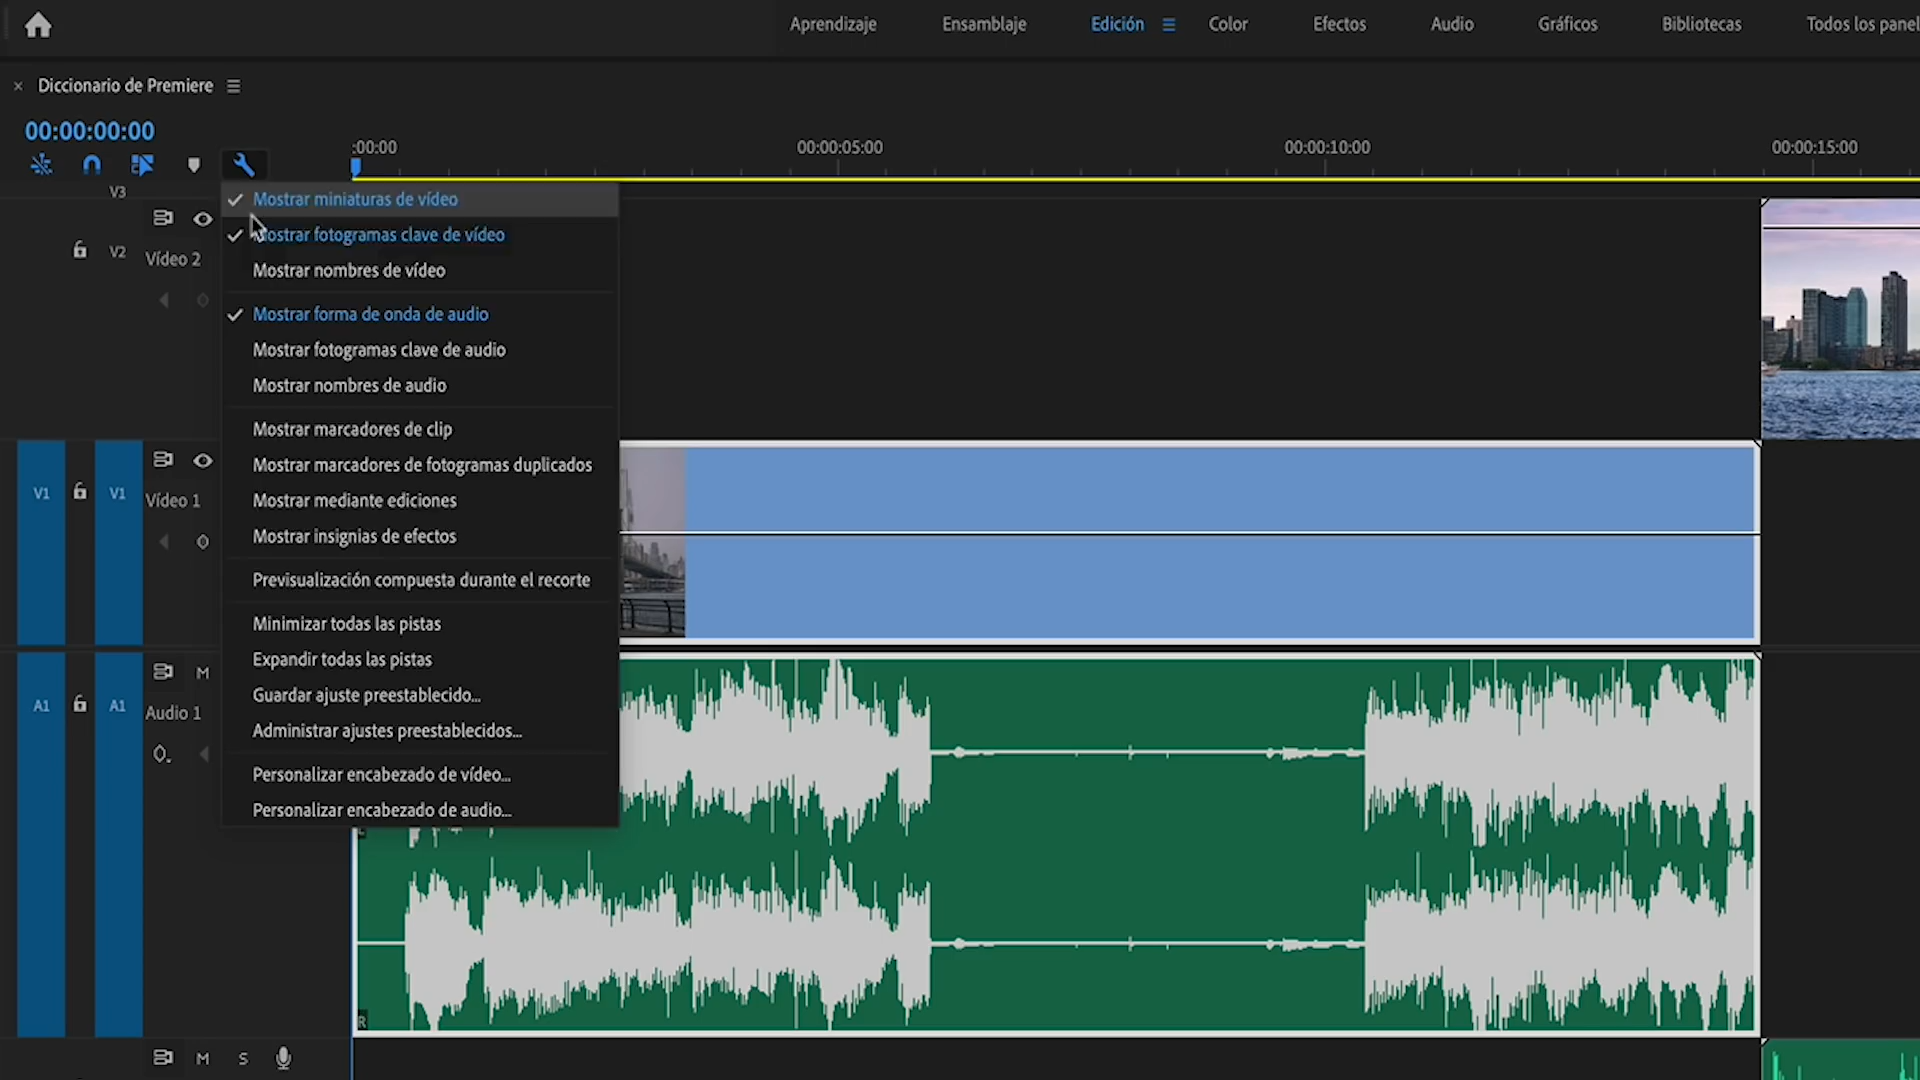 Aprendizaje
Ensamblaje
Edición
Color
Efectos
Audio
Gráficos
Bibliotecas
Todos los panel
Diccionario de Premiere
00:00:00:00
:00:00
00:00:05:00
00:00:10:00
00:00:15:00
V3
V2
Vídeo 2
Mostrar miniaturas de vídeo
ostrar fotogramas clave de vídeo
Mostrar nombres de vídeo
Mostrar forma de onda de audio
Mostrar fotogramas clave de audio
Mostrar nombres de audio
Mostrar marcadores de clip
Mostrar marcadores de fotogramas duplicados
Mostrar mediante ediciones
Mostrar insignias de efectos
Previsualización compuesta durante el recorte
Minimizar todas las pistas
Expandir todas las pistas
Guardar ajuste preestablecido...
Administrar ajustes preestablecidos...
Personalizar encabezado de vídeo...
Personalizar encabezado de audio...
V1
V1
Vídeo 1
M
A1
A1
Audio 1
R
M
S